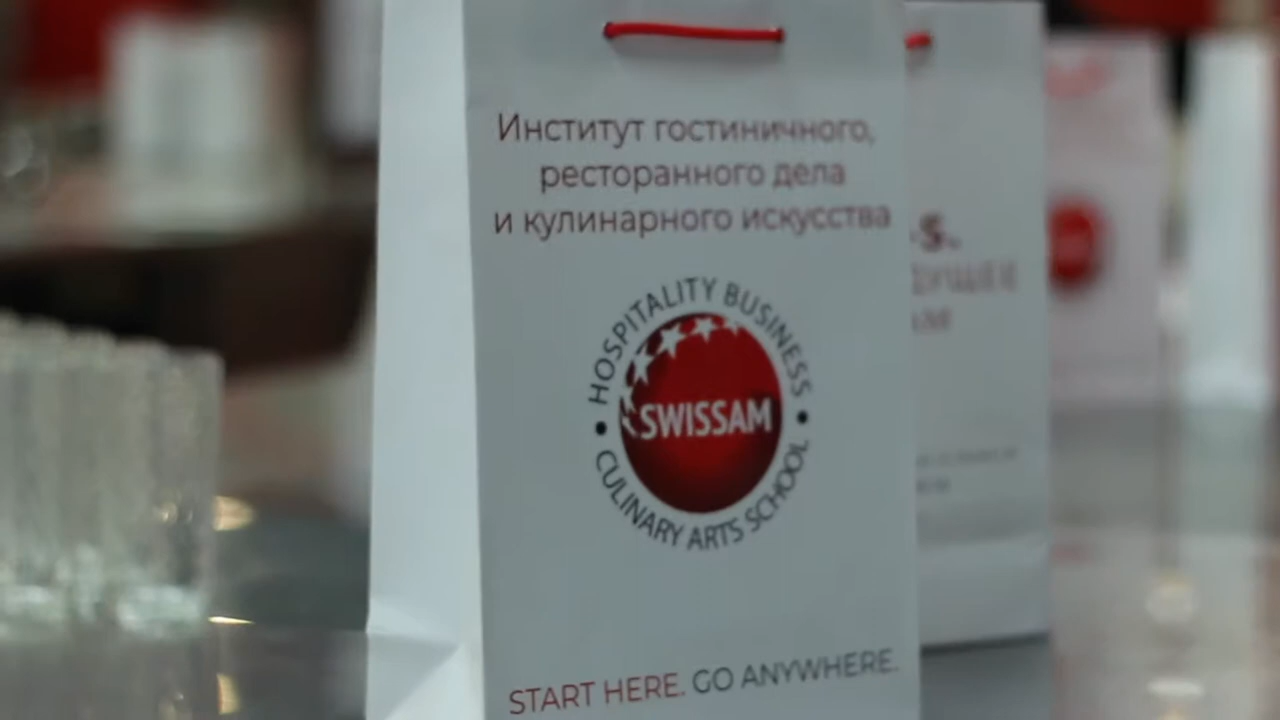 Институт гостиничного,
ресторанного дела
и кулинарного искусства
HOSPITALITY BUSINESS
SWISSAM
CULINARY ARTS SCHOOL
START HERE. GO ANYWHERE.